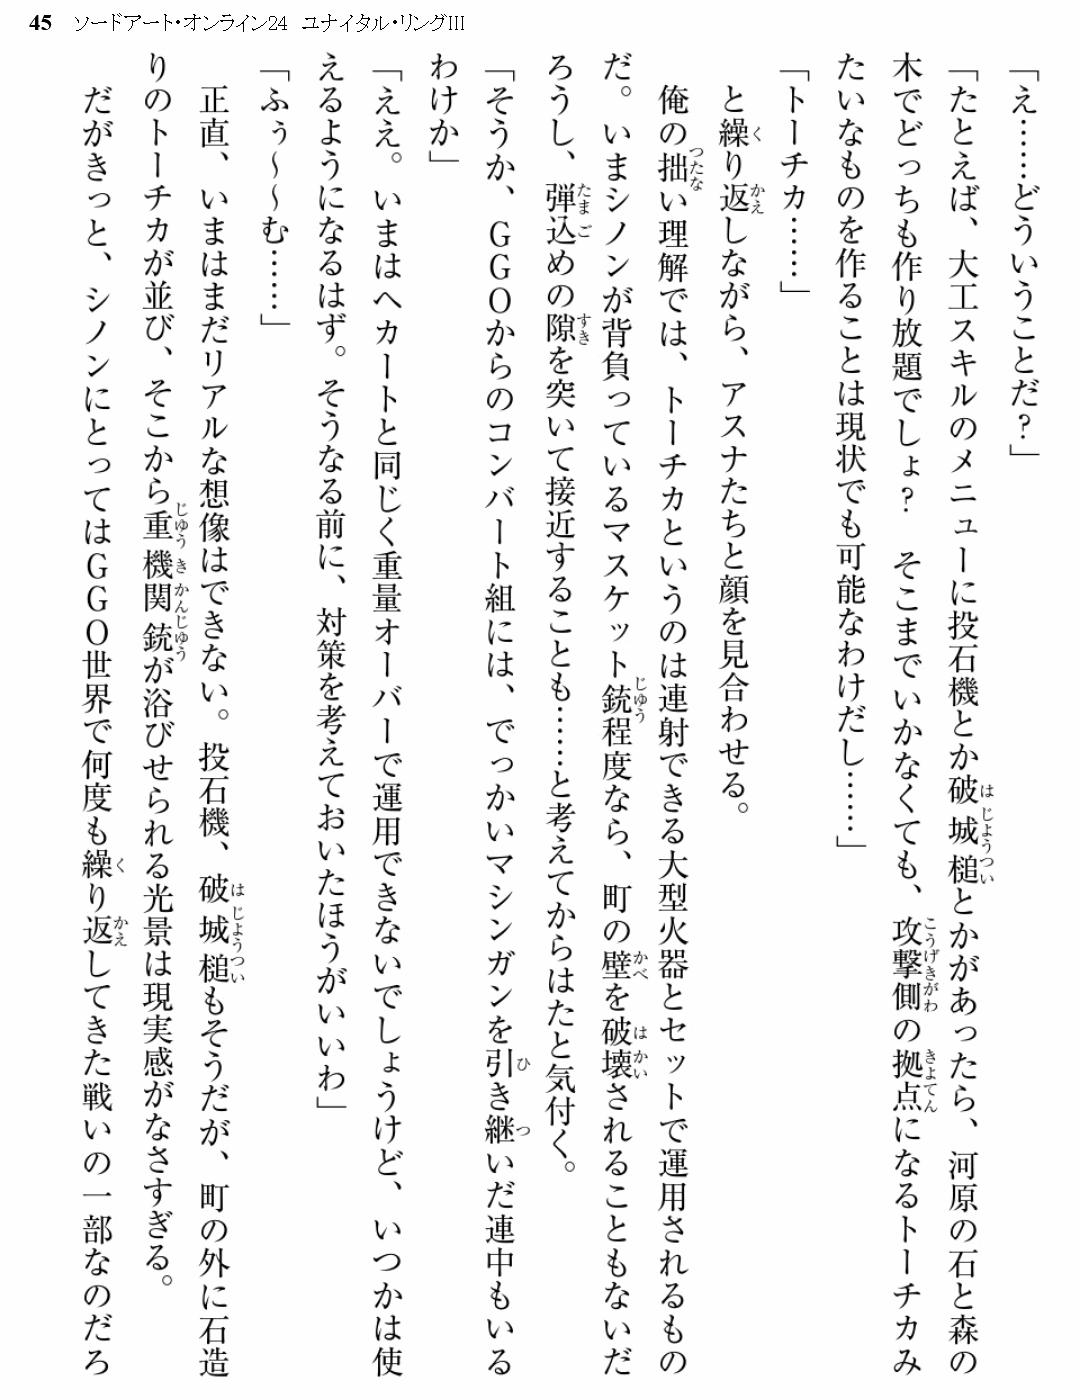 45 ソードアート・オンライン24 ユナイタル・リングIII
「え……どういうことだ?」
「たとえば、大工スキルのメニューに投石機とか破城槌とかがあったら、河原の石と森の
木でどっちも作り放題でしょ? そこまでいかなくても、攻撃側の拠点になるトーチカみ
たいなものを作ることは現状でも可能なわけだし……」
「トーチカ……」
と繰り返しながら、アスナたちと顔を見合わせる。
俺の拙い理解では、トーチカというのは連射できる大型火器とセットで運用されるもの
だ。いまシノンが背負っているマスケット銃程度なら、町の壁を破壊されることもないだ
ろうし、弾込めの隙を突いて接近することも……と考えてからはたと気付く。
「そうか、GGOからのコンバート組には、でっかいマシンガンを引き継いだ連中もいる
わけか」
「ええ。いまはヘカートと同じく重量オーバーで運用できないでしょうけど、いつかは使
えるようになるはず。そうなる前に、対策を考えておいたほうがいいわ」
「ふぅ〜〜む……」
正直、いまはまだリアルな想像はできない。投石機、破城槌もそうだが、町の外に石造
りのトーチカが並び、そこから重機関銃が浴びせられる光景は現実感がなさすぎる。
だがきっと、シノンにとってはGGO世界で何度も繰り返してきた戦いの一部なのだろ